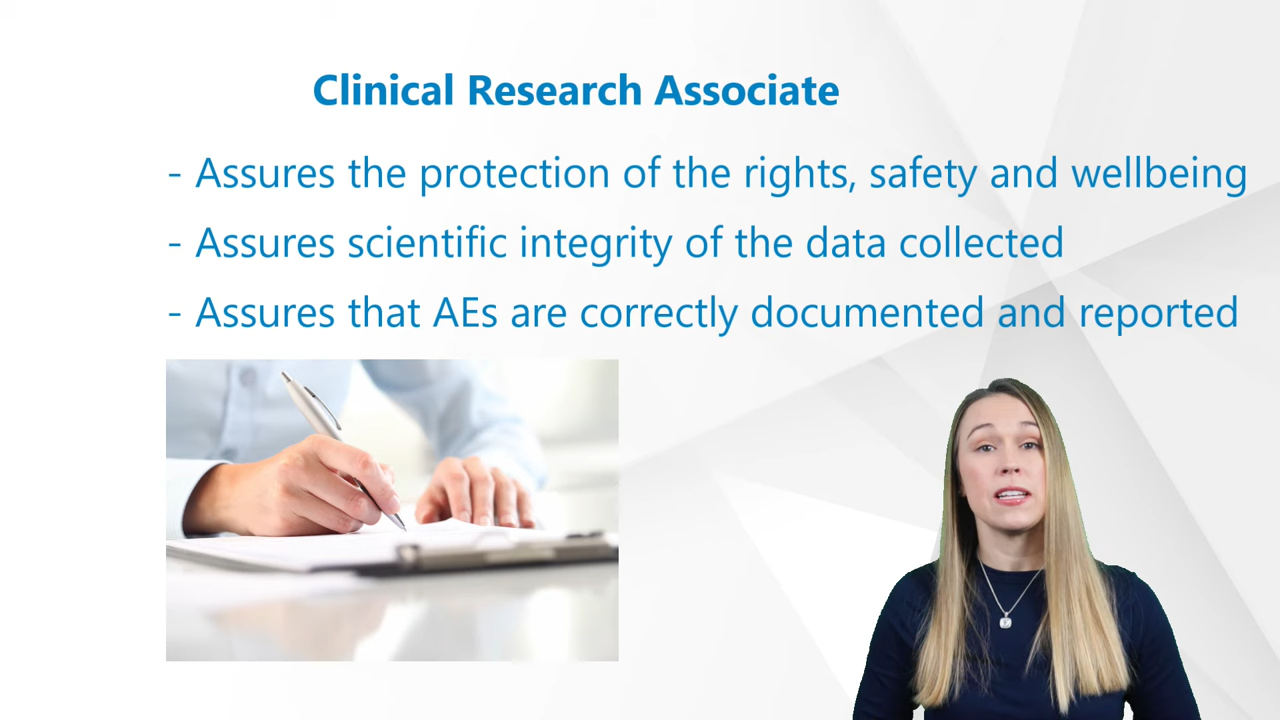 Clinical Research Associate
- Assures the protection of the rights, safety and wellbeing
- Assures scientific integrity of the data collected
- Assures that AEs are correctly documented and reported